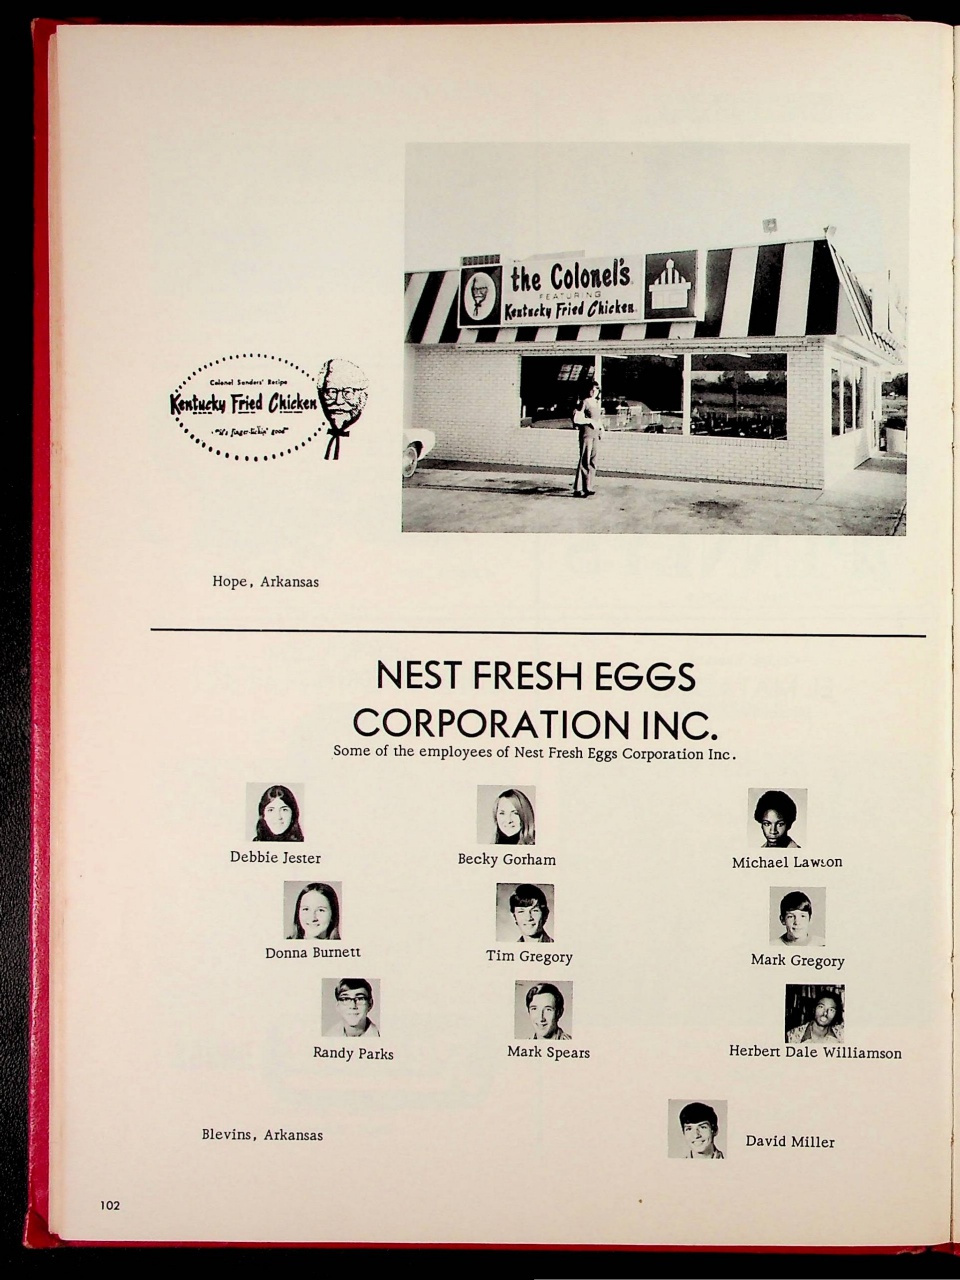 the Colonel's
FEATURING
Kentucky Fried Chicken
Colonel Sanders' Recipe
Kentucky Fried Chicken
"it's finger-lickin' good"
Hope, Arkansas
NEST FRESH EGGS
CORPORATION INC.
Some of the employees of Nest Fresh Eggs Corporation Inc.
Debbie Jester
Becky Gorham
Michael Lawson
Donna Burnett
Tim Gregory
Mark Gregory
Randy Parks
Mark Spears
Herbert Dale Williamson
Blevins, Arkansas
David Miller
102